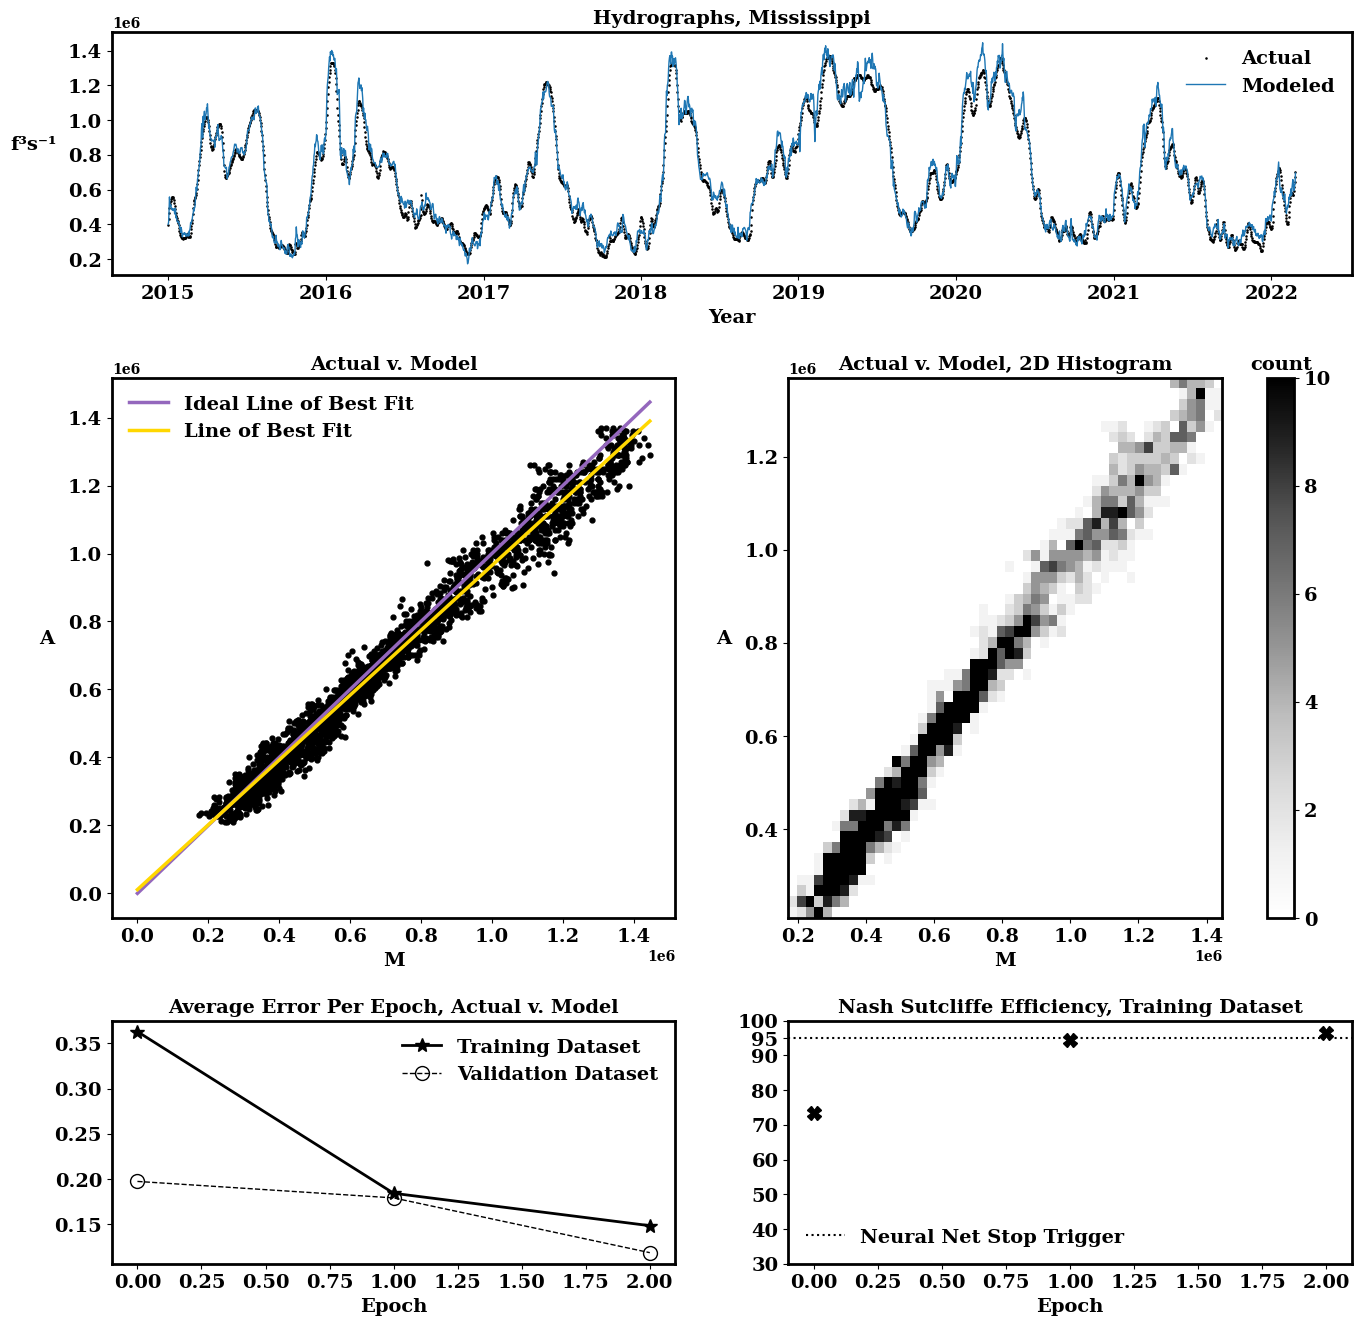 Hydrographs, Mississippi
1e6
1.4
1.2
1.0
0.8
0.6
0.4
0.2
f³s⁻¹
Actual
Modeled
2015 2016 2017 2018 2019 2020 2021 2022
Year
Actual v. Model
1e6
Ideal Line of Best Fit
Line of Best Fit
1.4
1.2
1.0
0.8
0.6
0.4
0.2
0.0
A
0.0 0.2 0.4 0.6 0.8 1.0 1.2 1.4
1e6
M
Actual v. Model, 2D Histogram
1e6
1.2
1.0
0.8
0.6
0.4
A
0.2 0.4 0.6 0.8 1.0 1.2 1.4
1e6
M
count
10
8
6
4
2
0
Average Error Per Epoch, Actual v. Model
0.35
0.30
0.25
0.20
0.15
Training Dataset
Validation Dataset
0.00 0.25 0.50 0.75 1.00 1.25 1.50 1.75 2.00
Epoch
Nash Sutcliffe Efficiency, Training Dataset
100
95
90
80
70
60
50
40
30
Neural Net Stop Trigger
0.00 0.25 0.50 0.75 1.00 1.25 1.50 1.75 2.00
Epoch